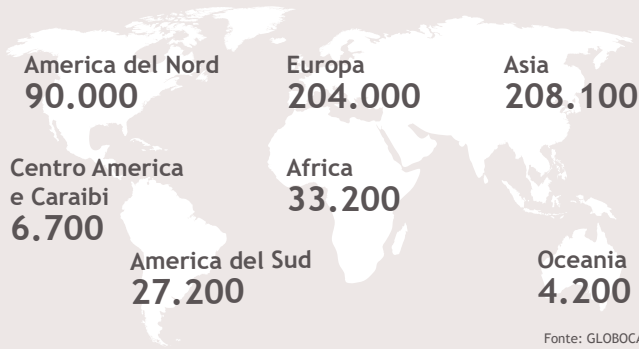 America del Nord
90.000
Europa
204.000
Asia
208.100
Centro America
e Caraibi
6.700
Africa
33.200
America del Sud
27.200
Oceania
4.200
Fonte: GLOBOCA